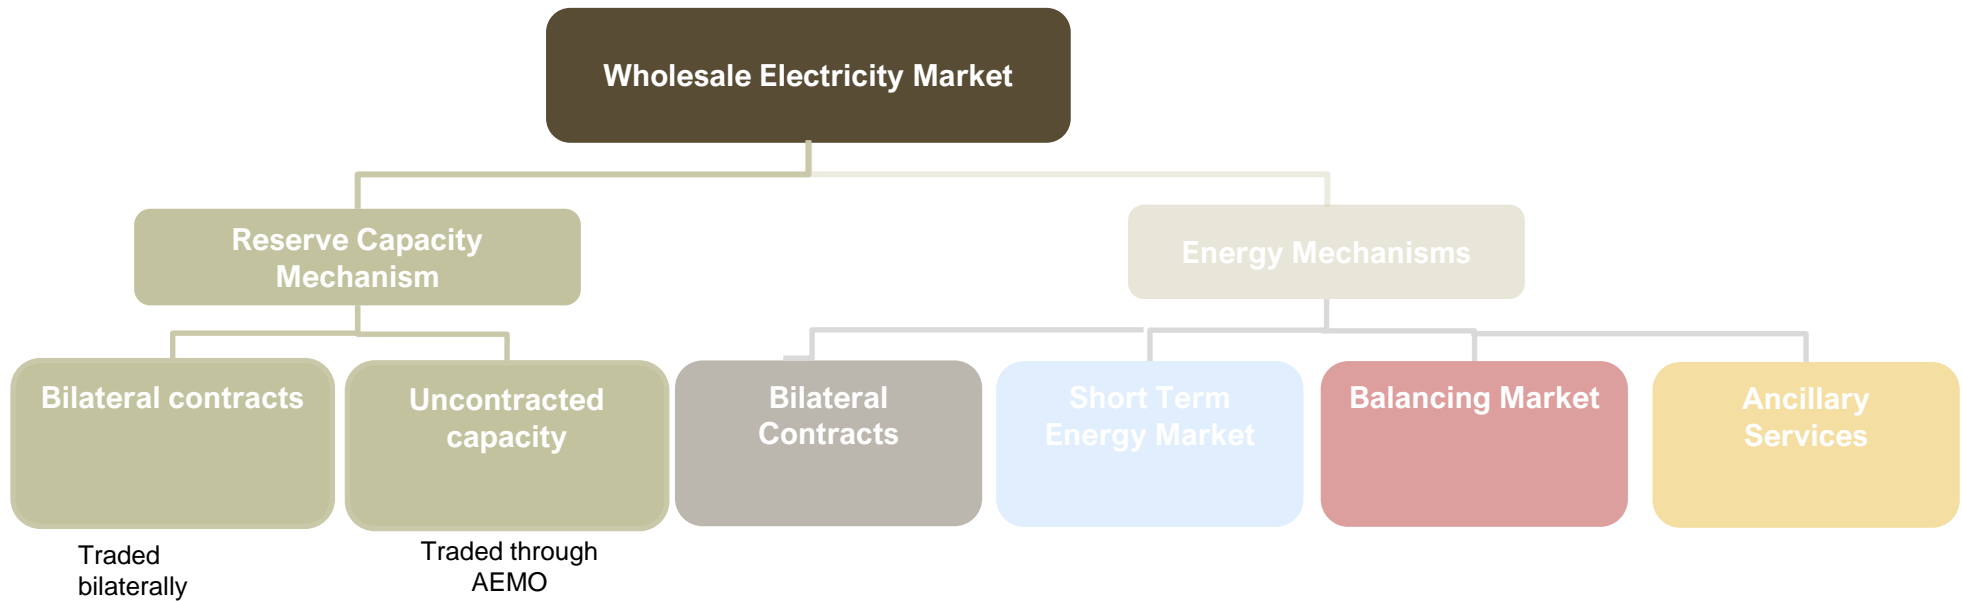 Wholesale Electricity Market
Reserve Capacity
Mechanism
Energy Mechanisms
Bilateral contracts
Uncontracted
capacity
Bilateral
Contracts
Short Term
Energy Market
Balancing Market
Ancillary
Services
Traded
bilaterally
Traded through
AEMO